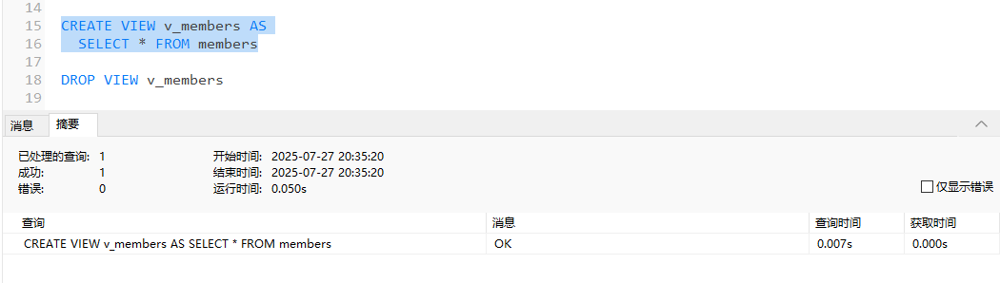 14
15 CREATE VIEW v_members AS
16 SELECT * FROM members
17
18 DROP VIEW v_members
19
消息 摘要
已处理的查询: 1 开始时间: 2025-07-27 20:35:20
成功: 1 结束时间: 2025-07-27 20:35:20
错误: 0 运行时间: 0.050s
仅显示错误
查询 消息 查询时间 获取时间
CREATE VIEW v_members AS SELECT * FROM members OK 0.007s 0.000s